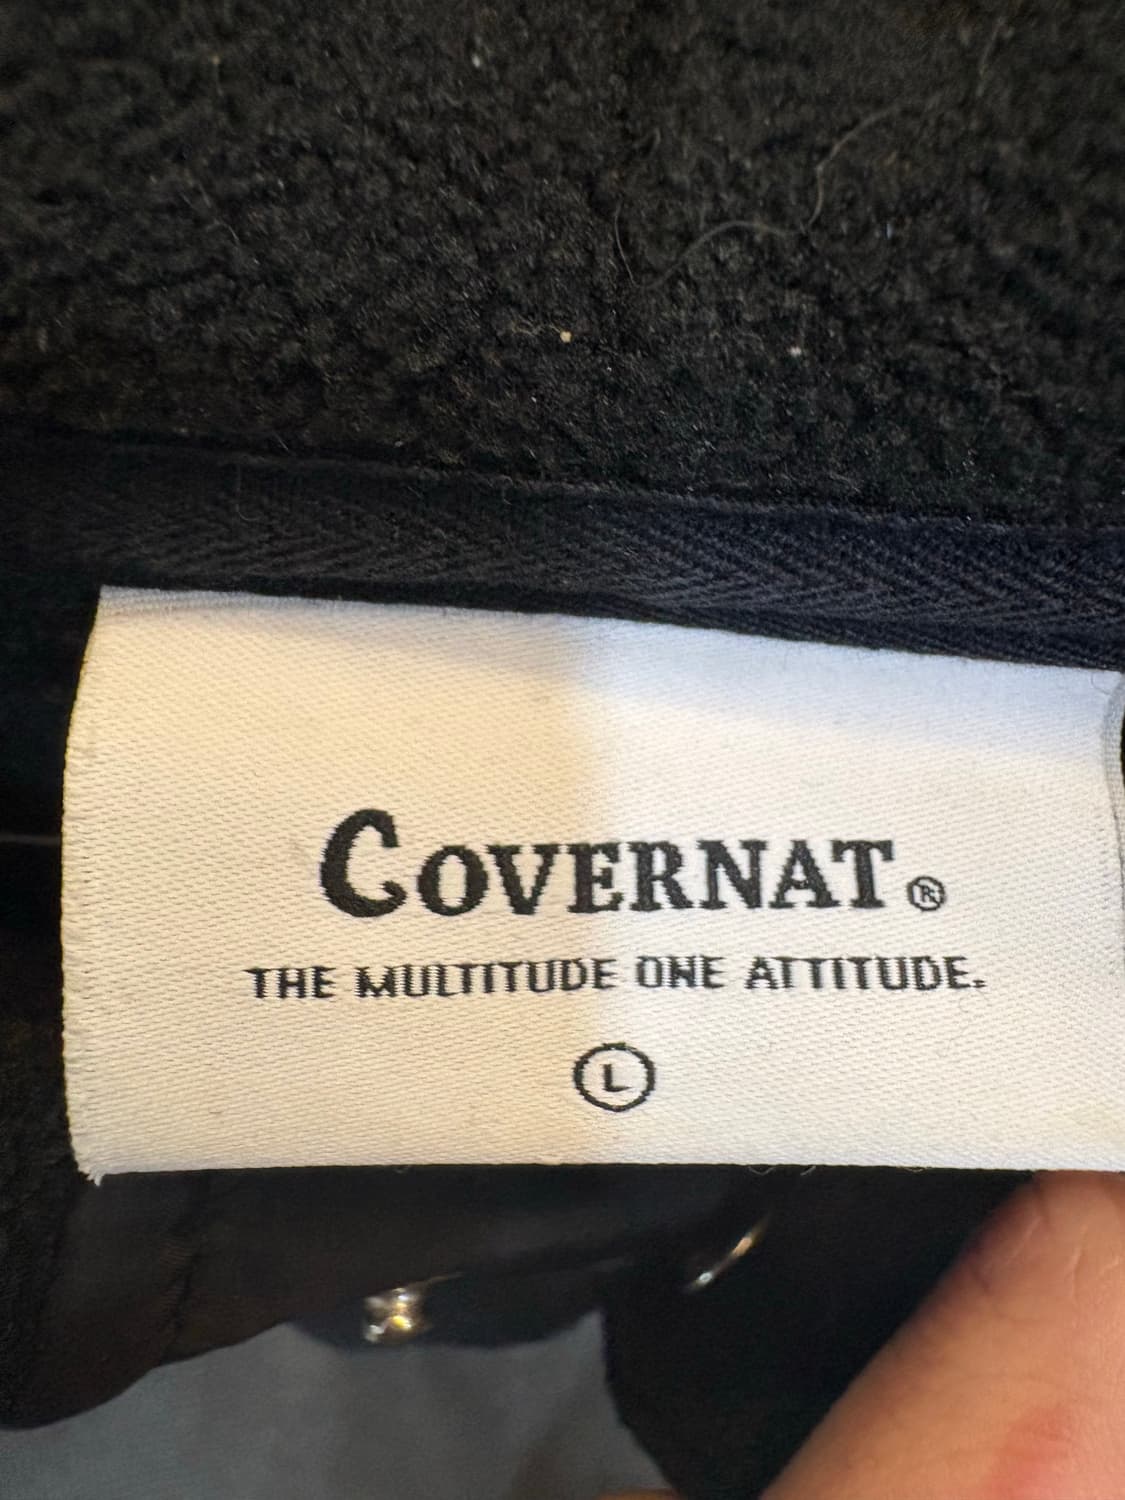 COVERNAT®
THE MULTITUDE ONE ATTITUDE.
L